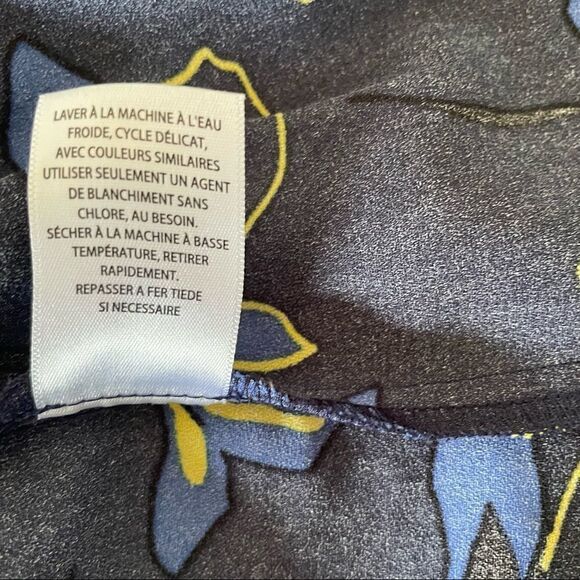 LAVER À LA MACHINE À L'EAU
FROIDE, CYCLE DÉLICAT,
AVEC COULEURS SIMILAIRES
UTILISER SEULEMENT UN AGENT
DE BLANCHIMENT SANS
CHLORE, AU BESOIN.
SÉCHER À LA MACHINE À BASSE
TEMPÉRATURE, RETIRER
RAPIDEMENT.
REPASSER A FER TIEDE
SI NECESSAIRE